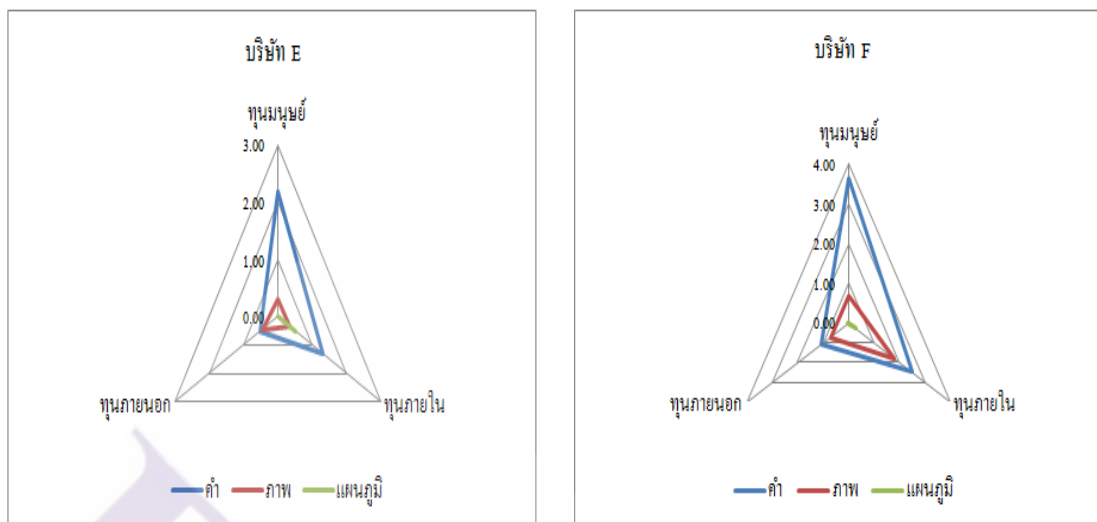 บริษัท E
ทุนมนุษย์
3.00
2.00
1.00
0.00
ทุนภายนอก
ทุนภายใน
คำ
ภาพ
แผนภูมิ
บริษัท F
ทุนมนุษย์
4.00
3.00
2.00
1.00
0.00
ทุนภายนอก
ทุนภายใน
คำ
ภาพ
แผนภูมิ